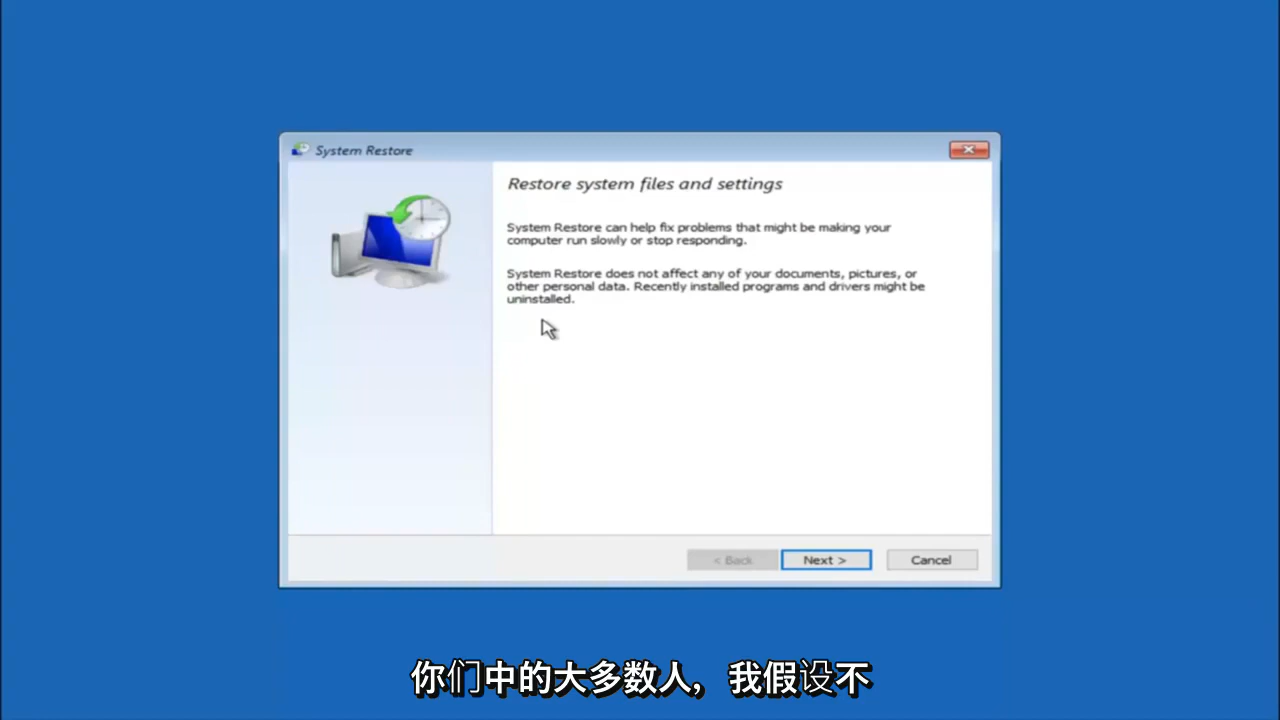 System Restore
Restore system files and settings
System Restore can help fix problems that might be making your
computer run slowly or stop responding.
System Restore does not affect any of your documents, pictures, or
other personal data. Recently installed programs and drivers might be
uninstalled.
< Back
Next >
Cancel
你们中的大多数人，我假设不